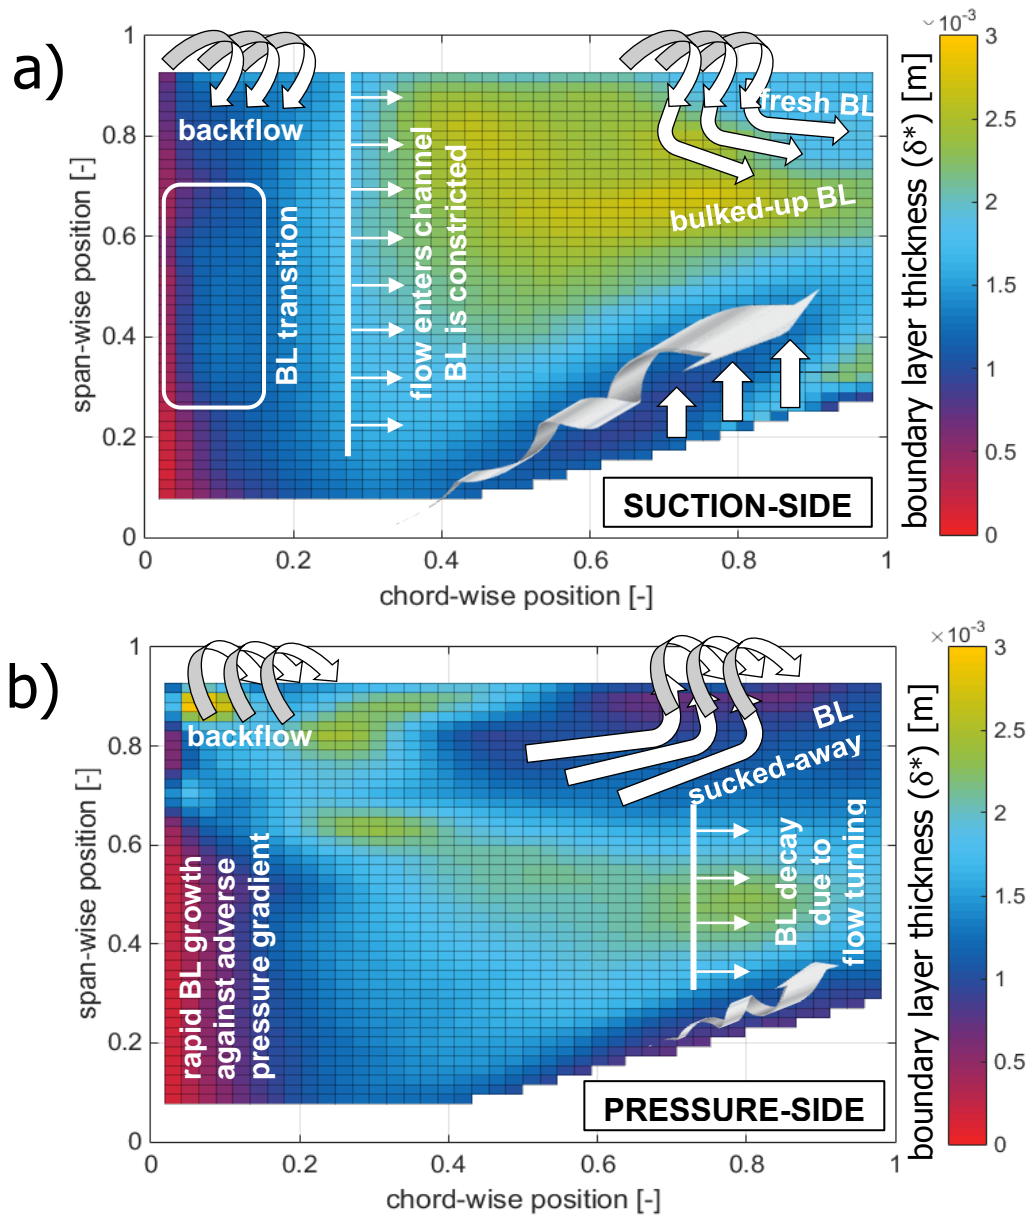 a)
1
0.8
0.6
0.4
0.2
0
span-wise position [-]
0
0.2
0.4
0.6
0.8
1
chord-wise position [-]
backflow
BL transition
flow enters channel
BL is constricted
fresh BL
bulked-up BL
SUCTION-SIDE
×10⁻³
3
2.5
2
1.5
1
0.5
0
boundary layer thickness (δ*) [m]
b)
1
0.8
0.6
0.4
0.2
0
span-wise position [-]
0
0.2
0.4
0.6
0.8
1
chord-wise position [-]
backflow
rapid BL growth
against adverse
pressure gradient
BL
sucked-away
BL decay
due to
flow turning
PRESSURE-SIDE
×10⁻³
3
2.5
2
1.5
1
0.5
0
boundary layer thickness (δ*) [m]